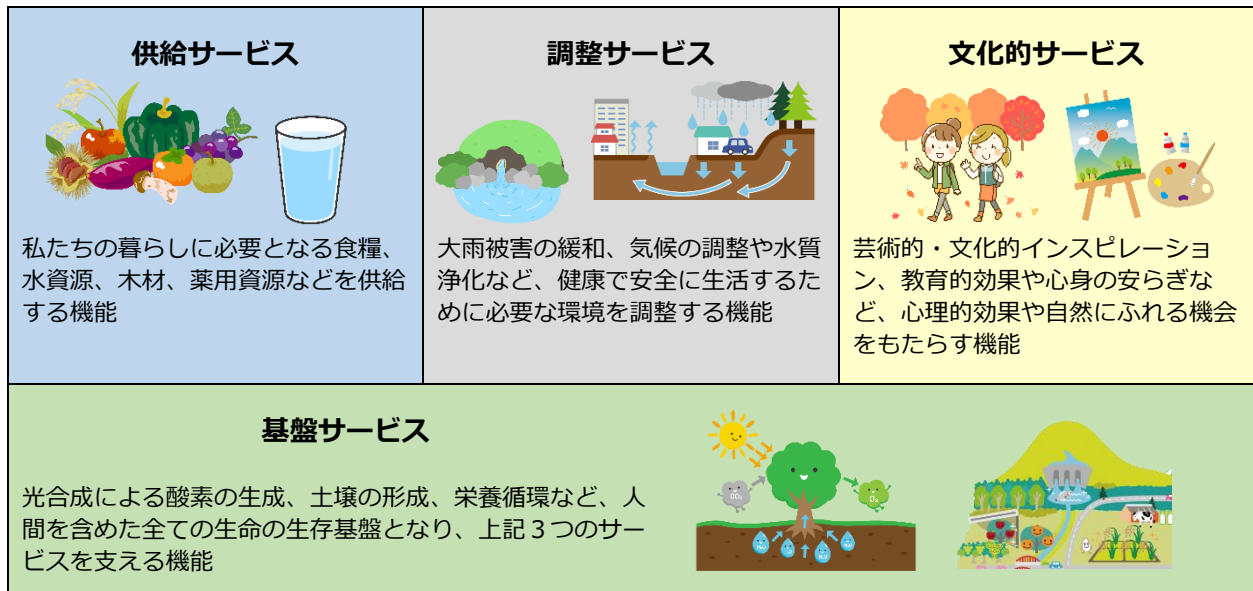 供給サービス
私たちの暮らしに必要となる食糧、
水資源、木材、薬用資源などを供給
する機能
調整サービス
大雨被害の緩和、気候の調整や水質
浄化など、健康で安全に生活するた
めに必要な環境を調整する機能
文化的サービス
芸術的・文化的インスピレーショ
ン、教育的効果や心身の安らぎな
ど、心理的効果や自然にふれる機会
をもたらす機能
基盤サービス
光合成による酸素の生成、土壌の形成、栄養循環など、人
間を含めた全ての生命の生存基盤となり、上記３つのサー
ビスを支える機能
CO₂
O₂